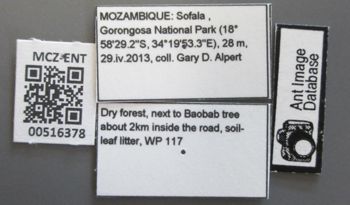 MCZ-ENT
00516378
MOZAMBIQUE: Sofala ,
Gorongosa National Park (18°
58'29.2"S, 34°19'53.3"E), 28 m,
29.iv.2013, coll. Gary D. Alpert
Dry forest, next to Baobab tree
about 2km inside the road, soil-
leaf litter, WP 117
Ant Image
Database